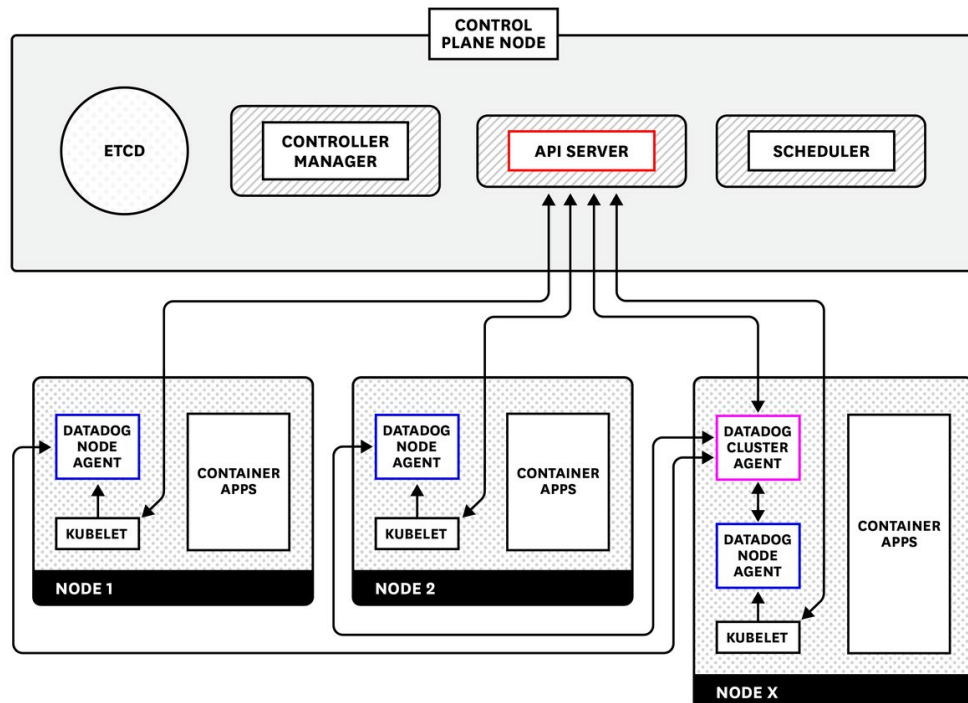 CONTROL
PLANE NODE
ETCD
CONTROLLER
MANAGER
API SERVER
SCHEDULER
DATADOG
NODE
AGENT
KUBELET
CONTAINER
APPS
NODE 1
DATADOG
NODE
AGENT
KUBELET
CONTAINER
APPS
NODE 2
DATADOG
CLUSTER
AGENT
DATADOG
NODE
AGENT
KUBELET
CONTAINER
APPS
NODE X